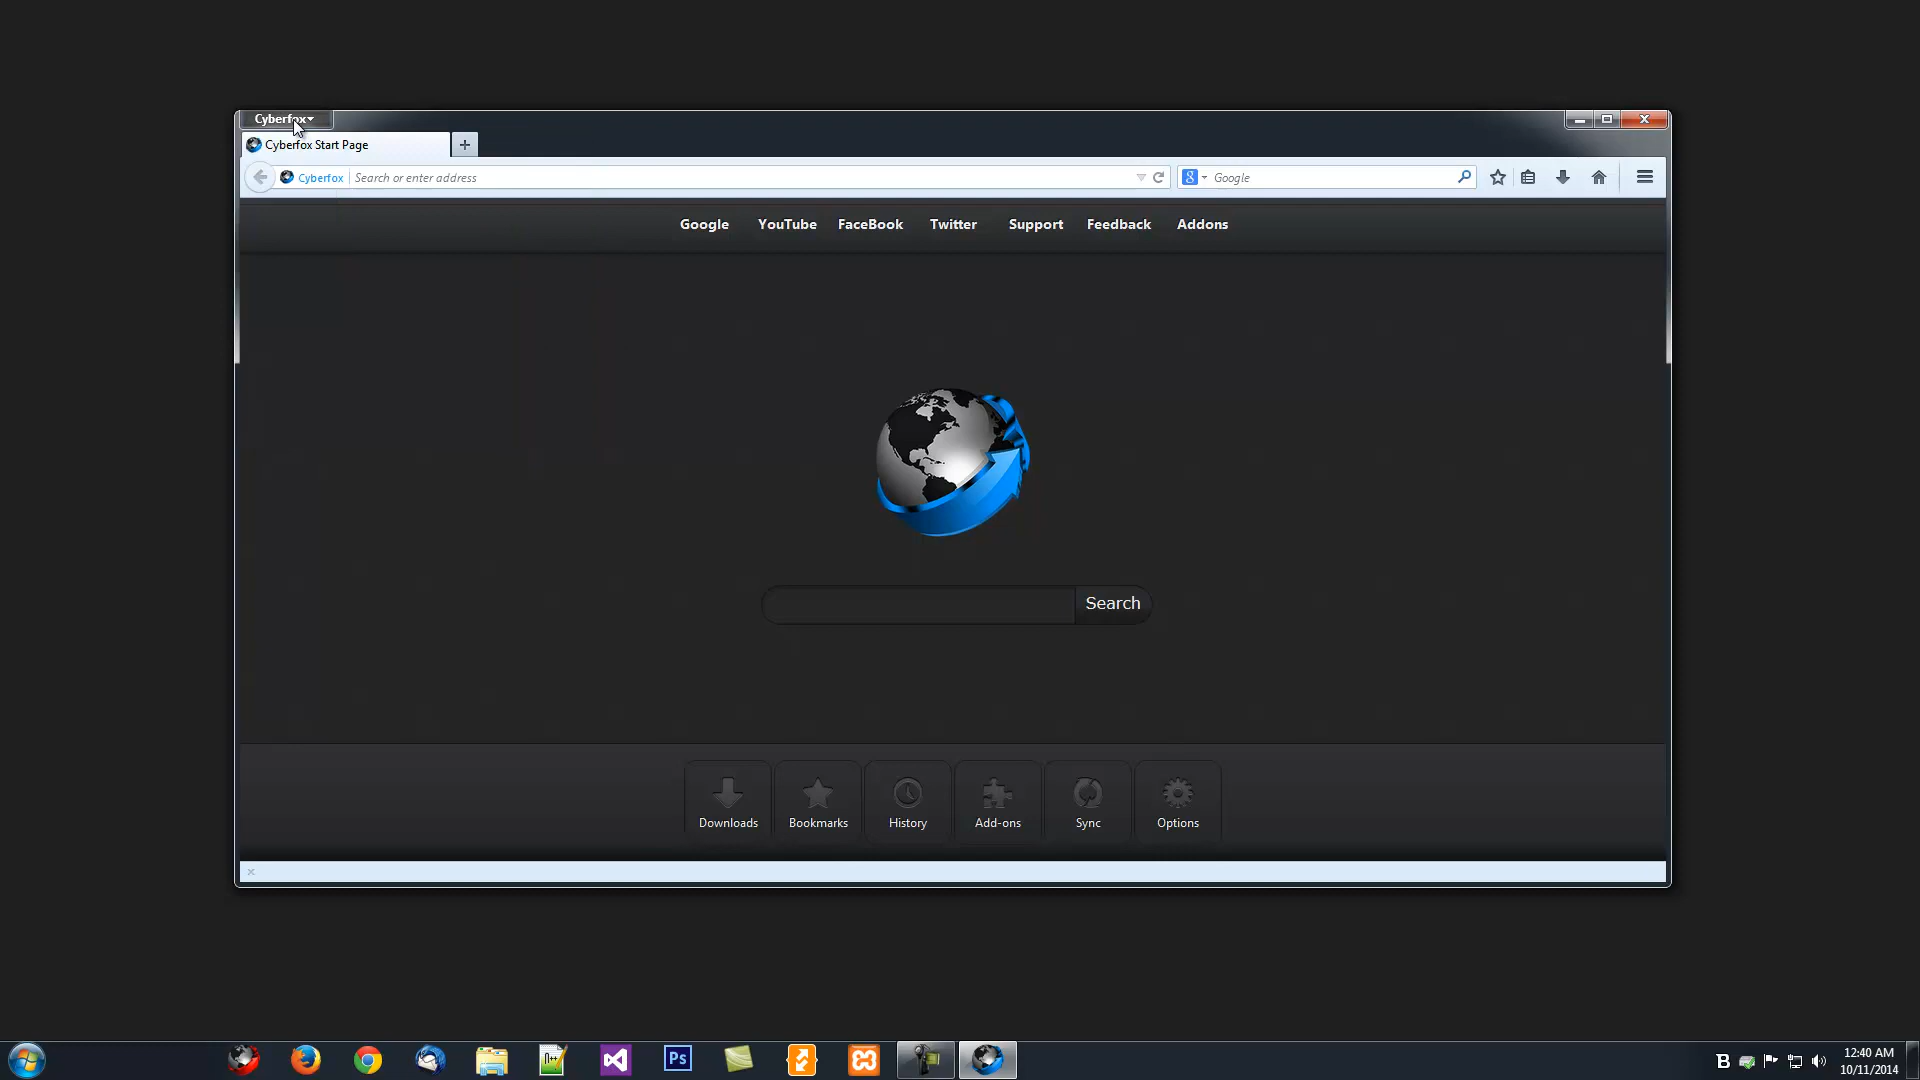 Cyberfox
Cyberfox Start Page
Cyberfox Search or enter address
Google
Google YouTube FaceBook Twitter Support Feedback Addons
Search
Downloads Bookmarks History Add-ons Sync Options
Ps
B
12:40 AM
10/11/2014